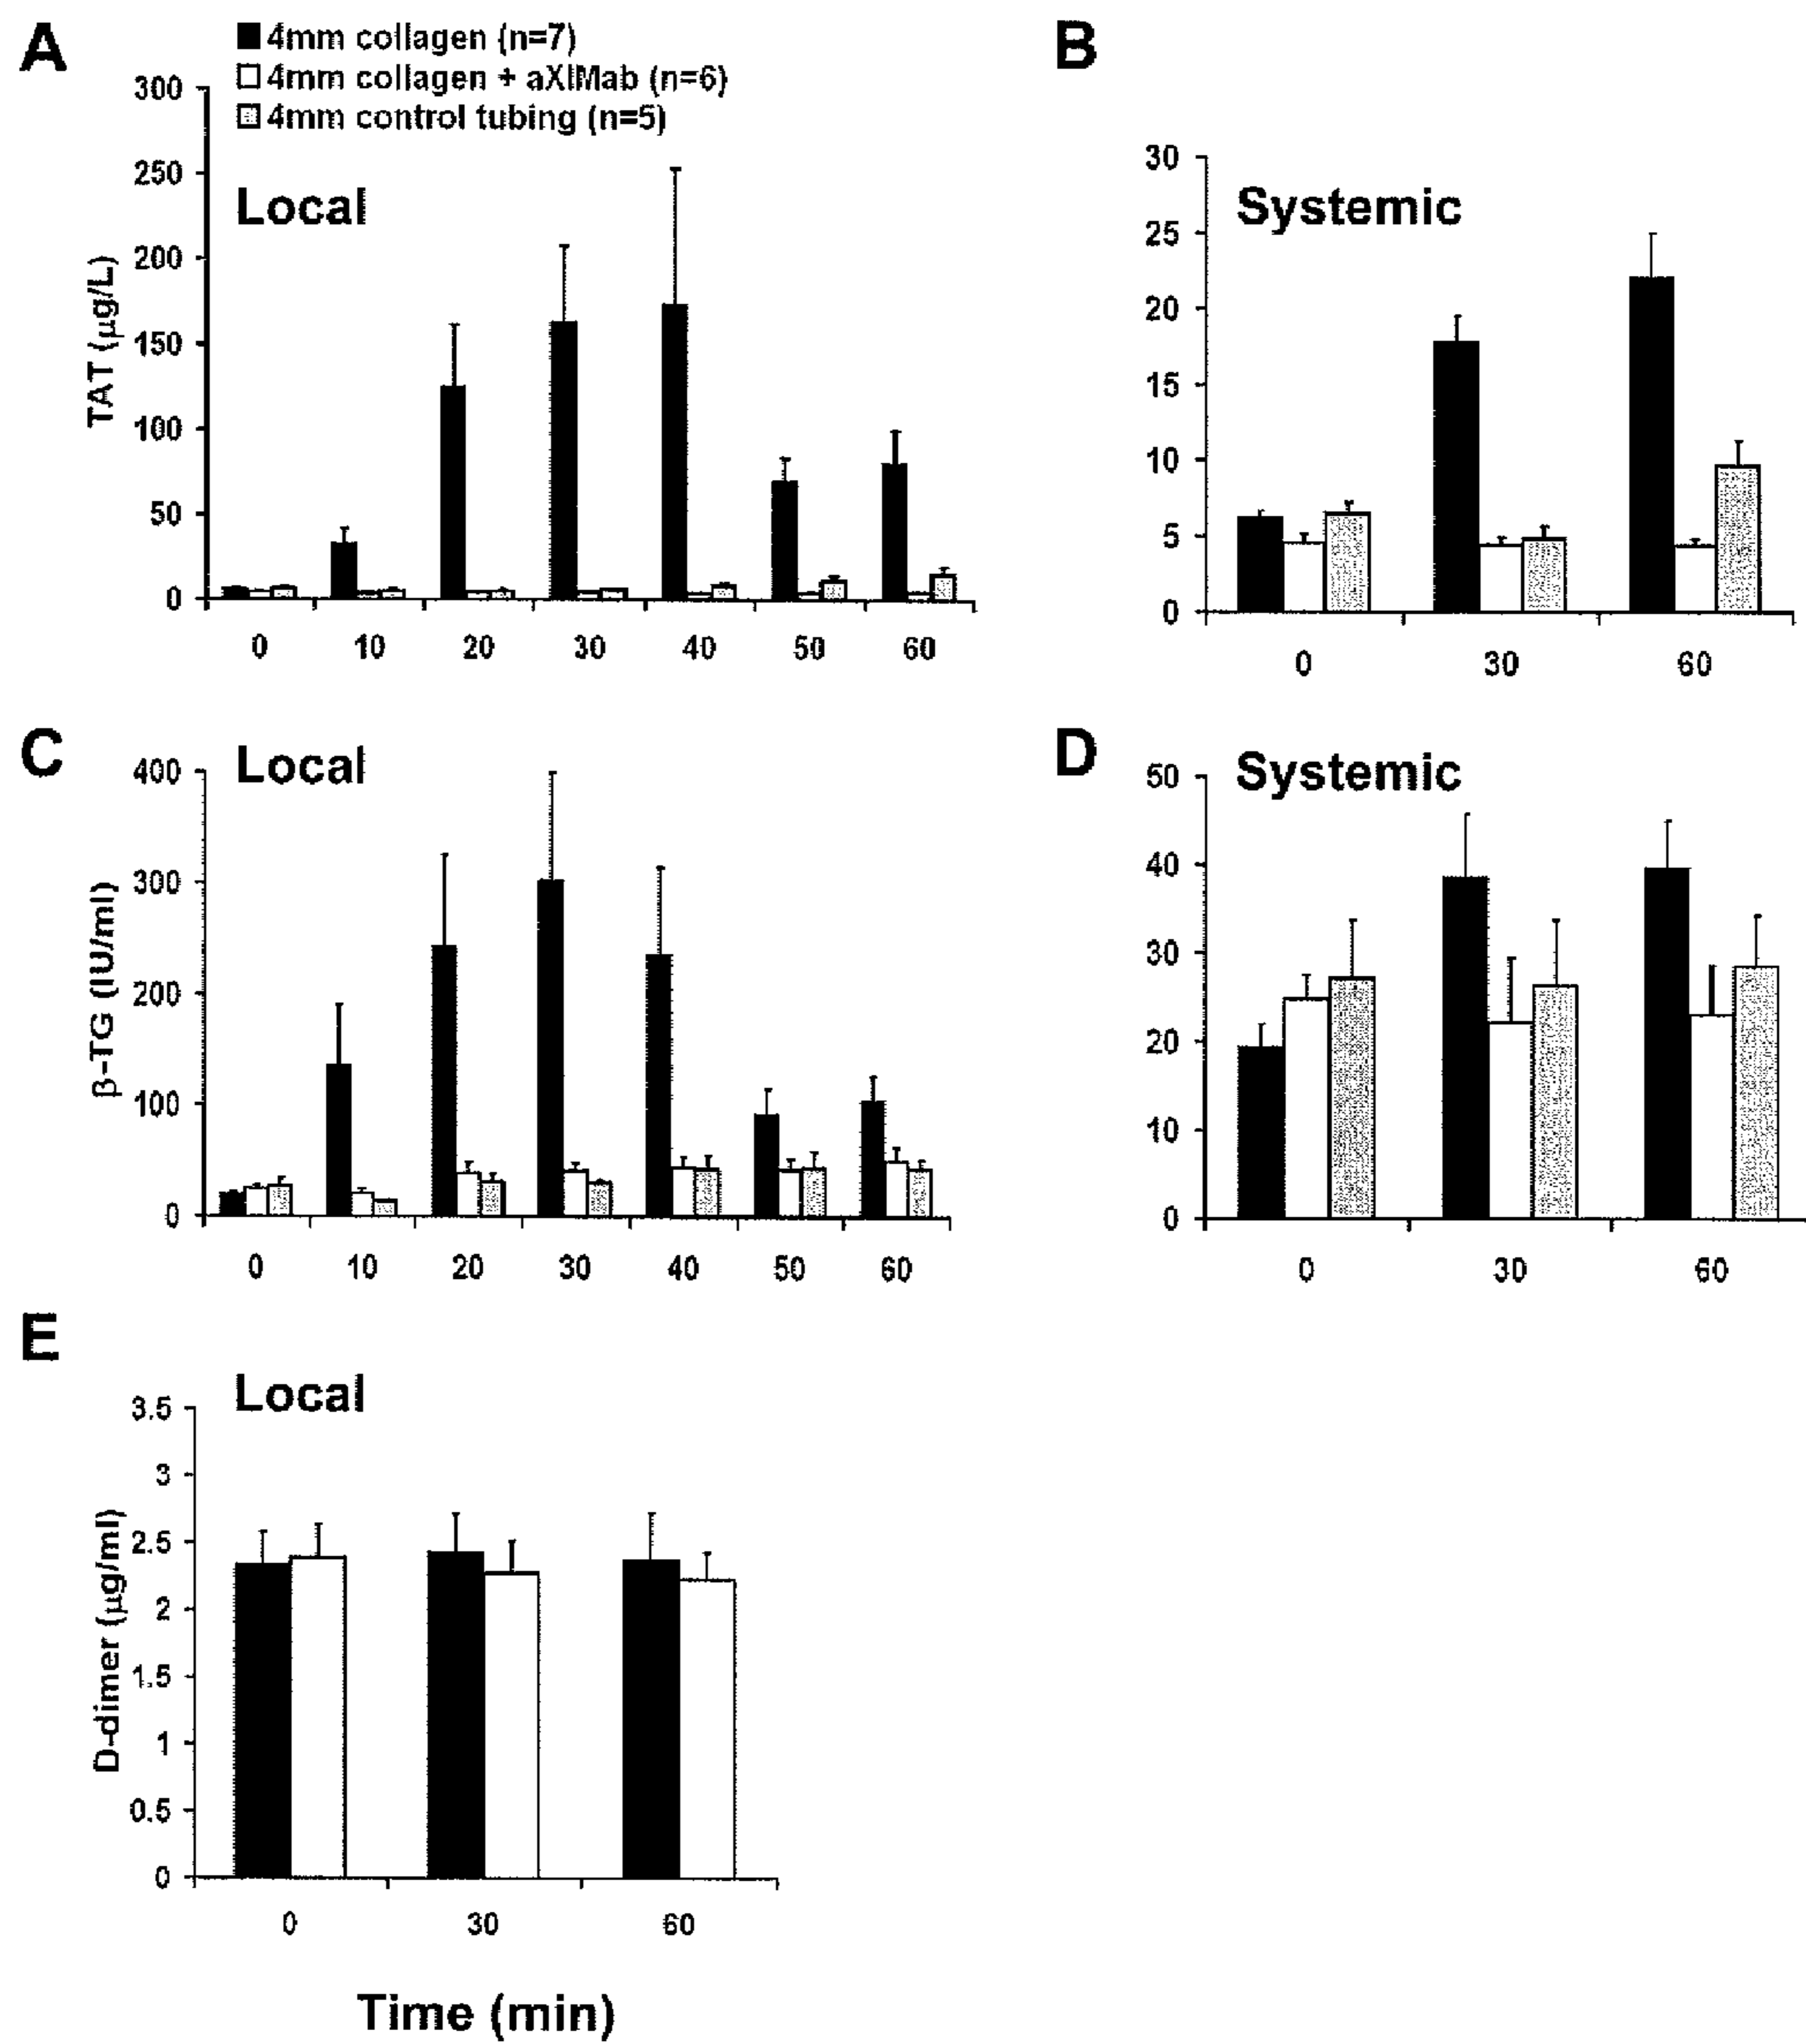 A
4mm collagen (n=7)
4mm collagen + aXIMab (n=6)
4mm control tubing (n=5)
Local
TAT (µg/L)
300
250
200
150
100
50
0
0 10 20 30 40 50 60
B
Systemic
30
25
20
15
10
5
0
0 30 60
C
Local
β-TG (IU/ml)
400
300
200
100
0
0 10 20 30 40 50 60
D
Systemic
50
40
30
20
10
0
0 30 60
E
Local
D-dimer (µg/ml)
3.5
3
2.5
2
1.5
1
0.5
0
0 30 60
Time (min)